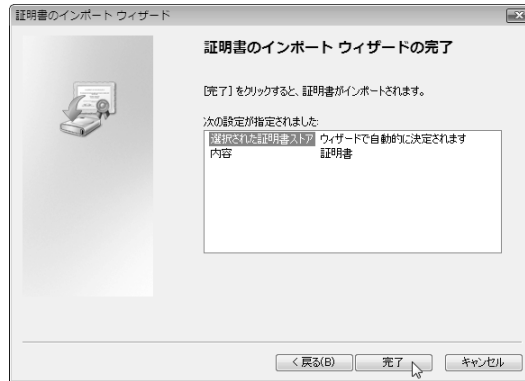 証明書のインポート ウィザード
証明書のインポート ウィザードの完了
[完了] をクリックすると、証明書がインポートされます。
次の設定が指定されました:
選択された証明書ストア ウィザードで自動的に決定されます
内容 証明書
< 戻る(B) 完了 キャンセル